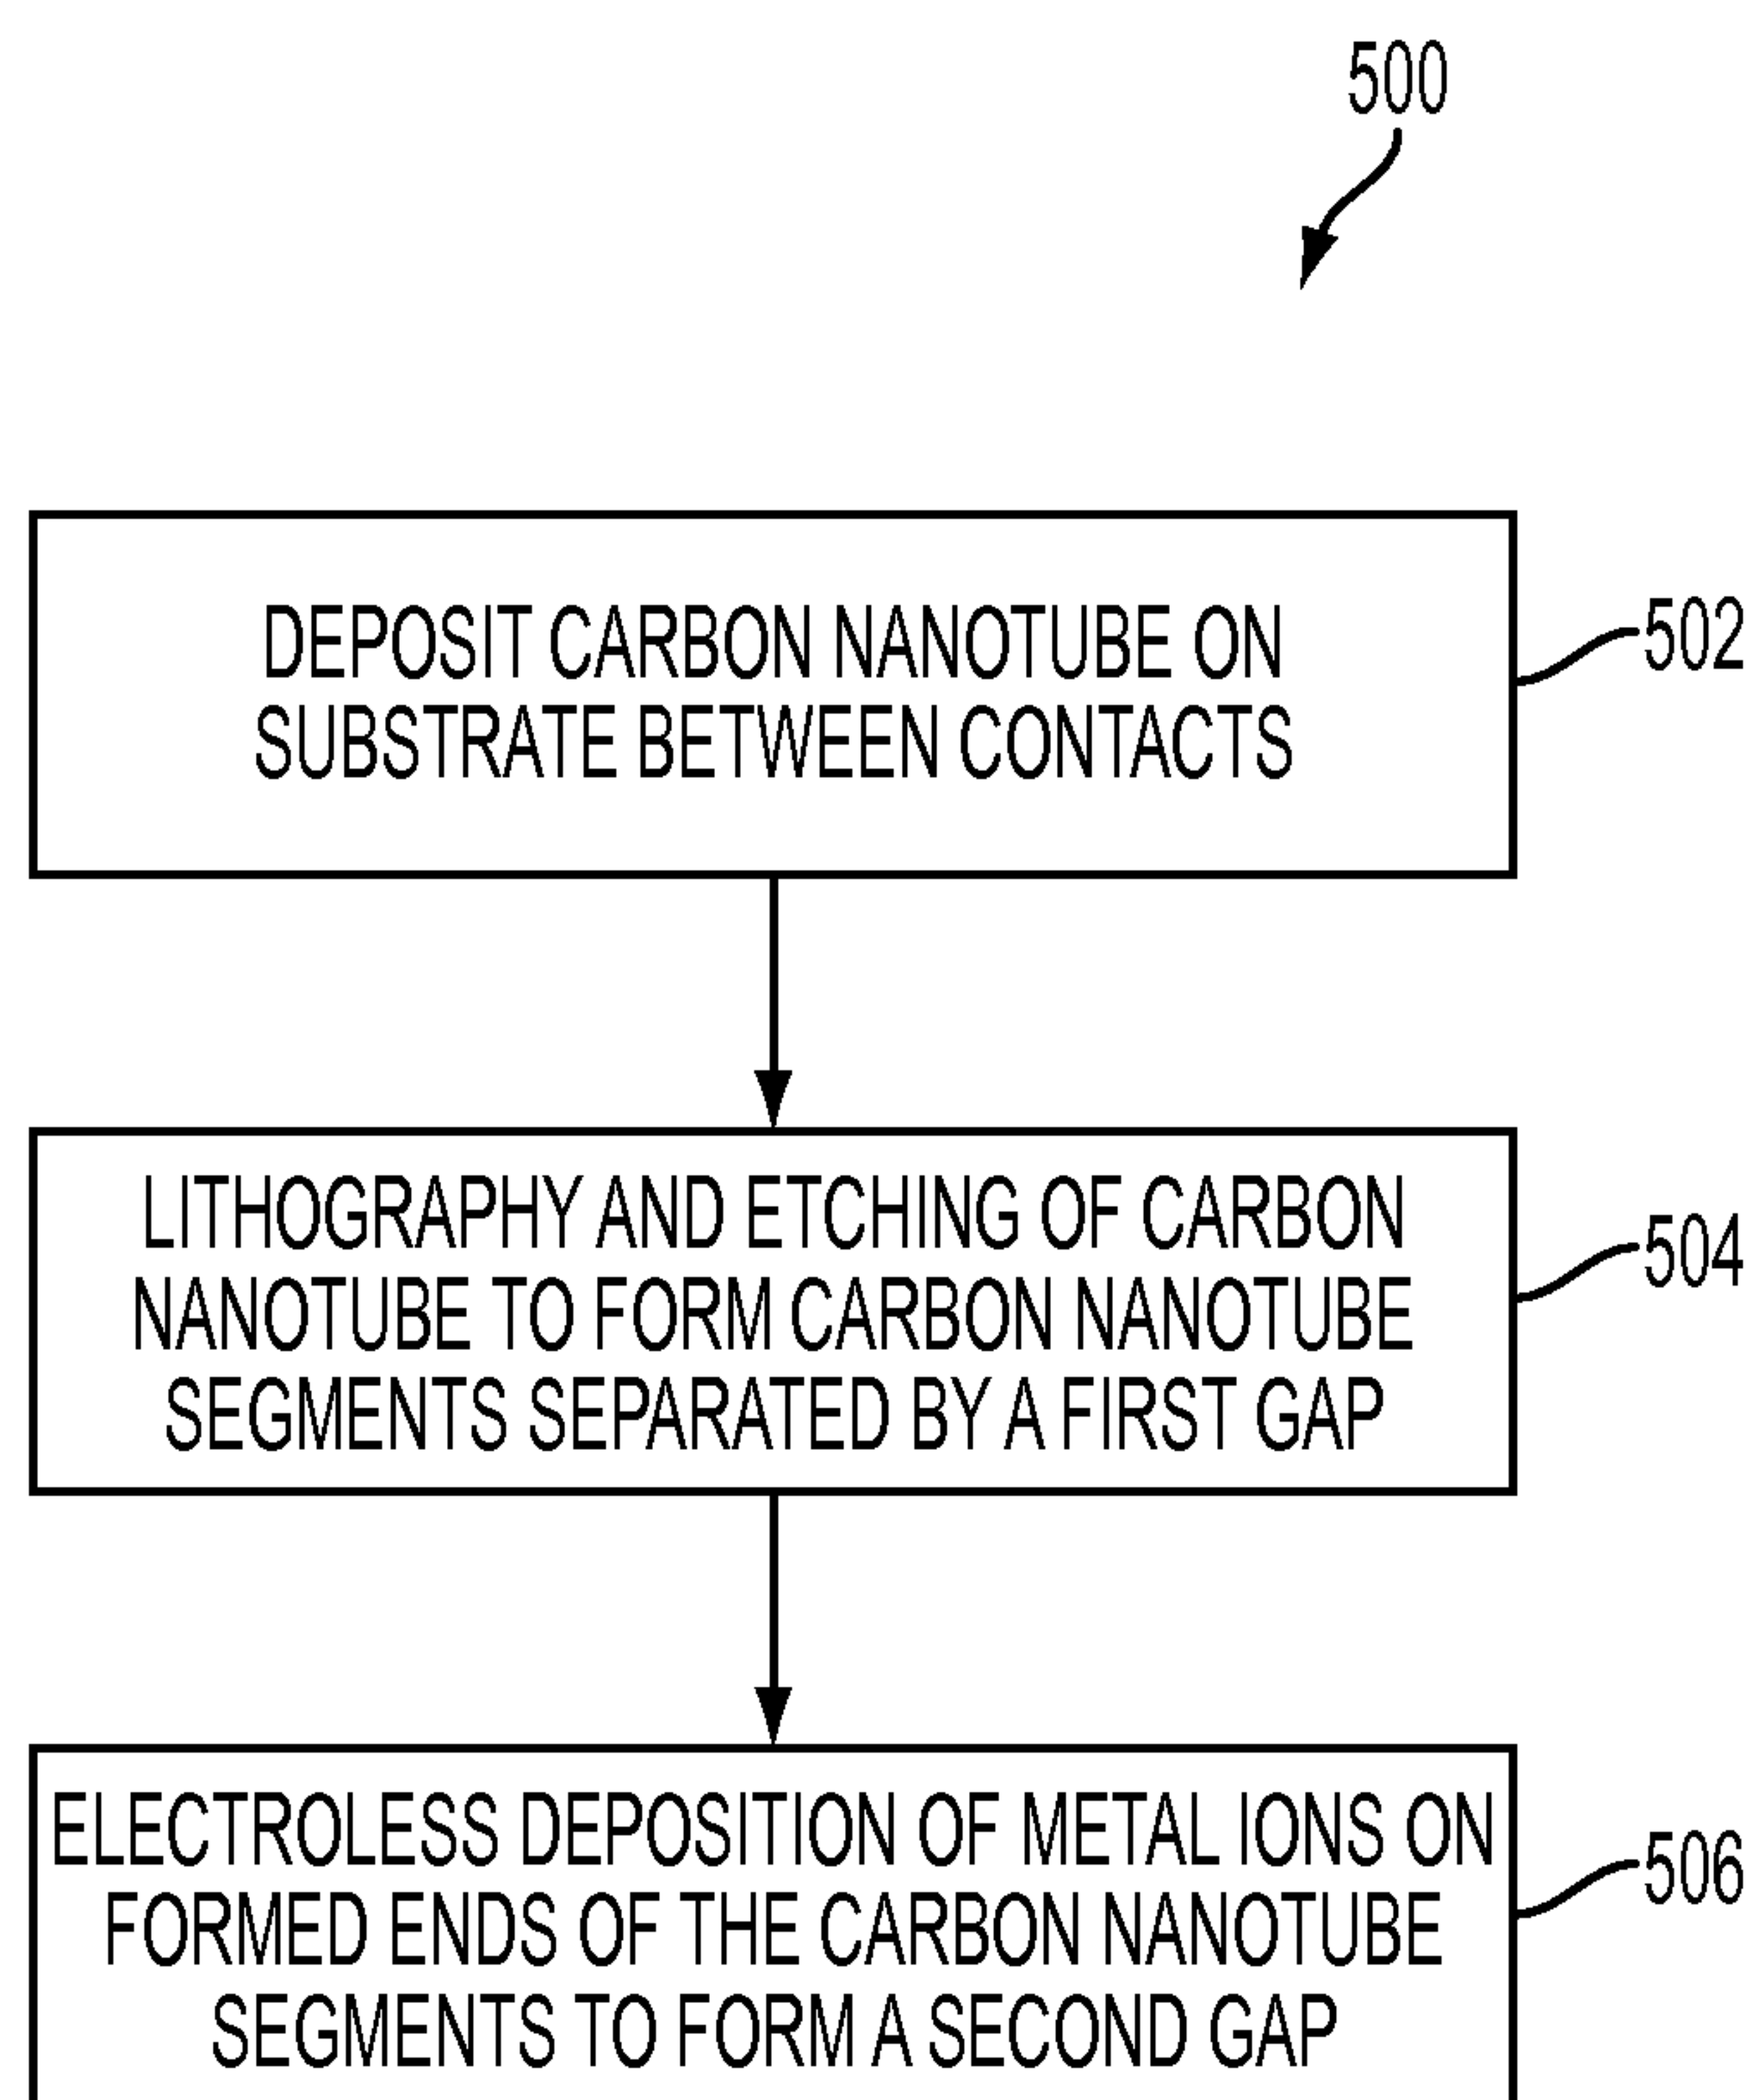 500
DEPOSIT CARBON NANOTUBE ON
SUBSTRATE BETWEEN CONTACTS
502
LITHOGRAPHY AND ETCHING OF CARBON
NANOTUBE TO FORM CARBON NANOTUBE
SEGMENTS SEPARATED BY A FIRST GAP
504
ELECTROLESS DEPOSITION OF METAL IONS ON
FORMED ENDS OF THE CARBON NANOTUBE
SEGMENTS TO FORM A SECOND GAP
506